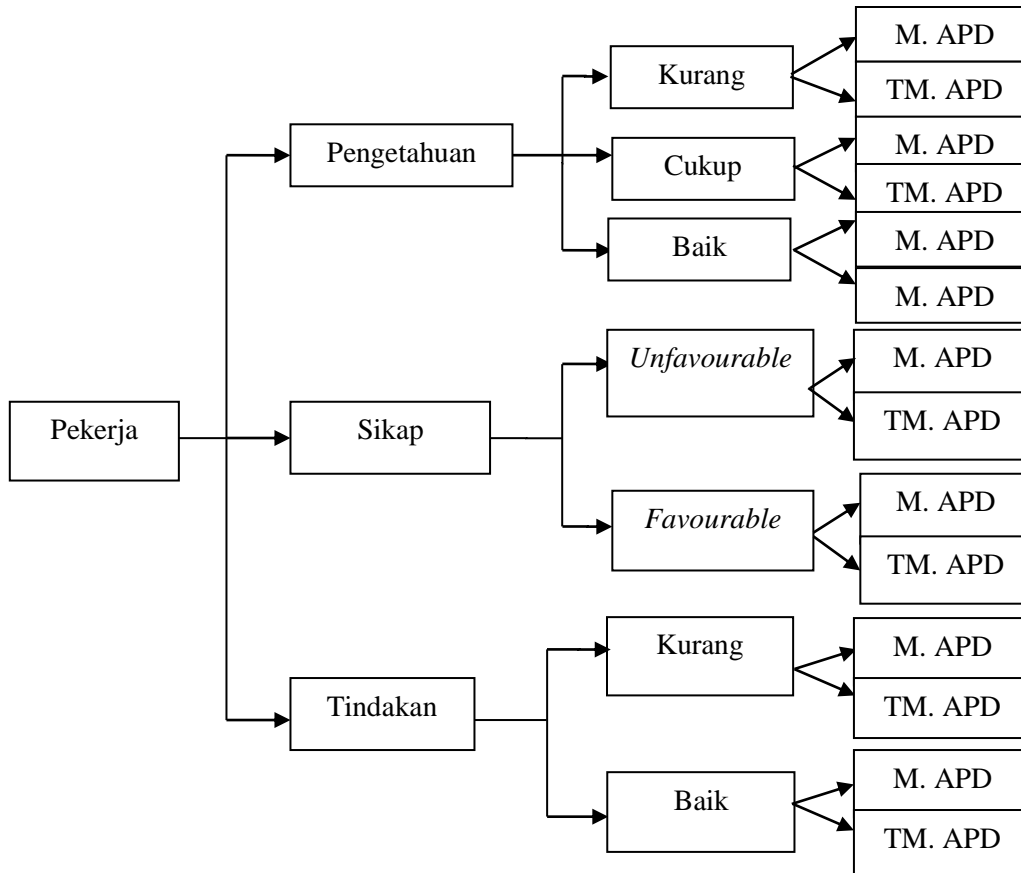 M. APD
Kurang
TM. APD
Pengetahuan
Cukup
M. APD
TM. APD
Baik
M. APD
M. APD
Unfavourable
M. APD
TM. APD
Pekerja
Sikap
Favourable
M. APD
TM. APD
Kurang
M. APD
TM. APD
Tindakan
Baik
M. APD
TM. APD